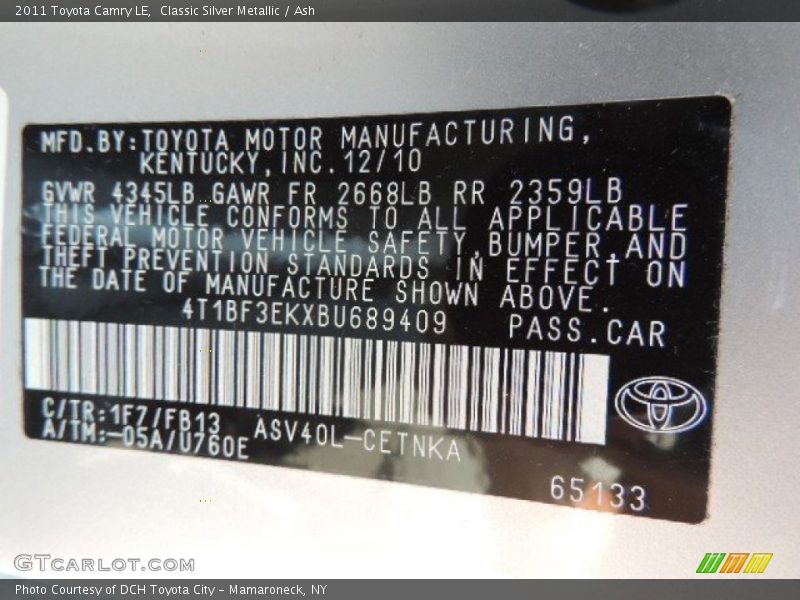 2011 Toyota Camry LE,  Classic Silver Metallic / Ash
MFD.BY:TOYOTA MOTOR MANUFACTURING,
KENTUCKY,INC.12/10
GVWR 4345LB GAWR FR 2668LB RR 2359LB
THIS VEHICLE CONFORMS TO ALL APPLICABLE
FEDERAL MOTOR VEHICLE SAFETY,BUMPER,AND
THEFT PREVENTION STANDARDS IN EFFECT ON
THE DATE OF MANUFACTURE SHOWN ABOVE.
4T1BF3EKXBU689409 PASS.CAR
C/TR:1F7/FB13
A/TM:-05A/U760E
ASV40L-CETNKA
65133
GTCARLOT.COM
Photo Courtesy of DCH Toyota City - Mamaroneck, NY